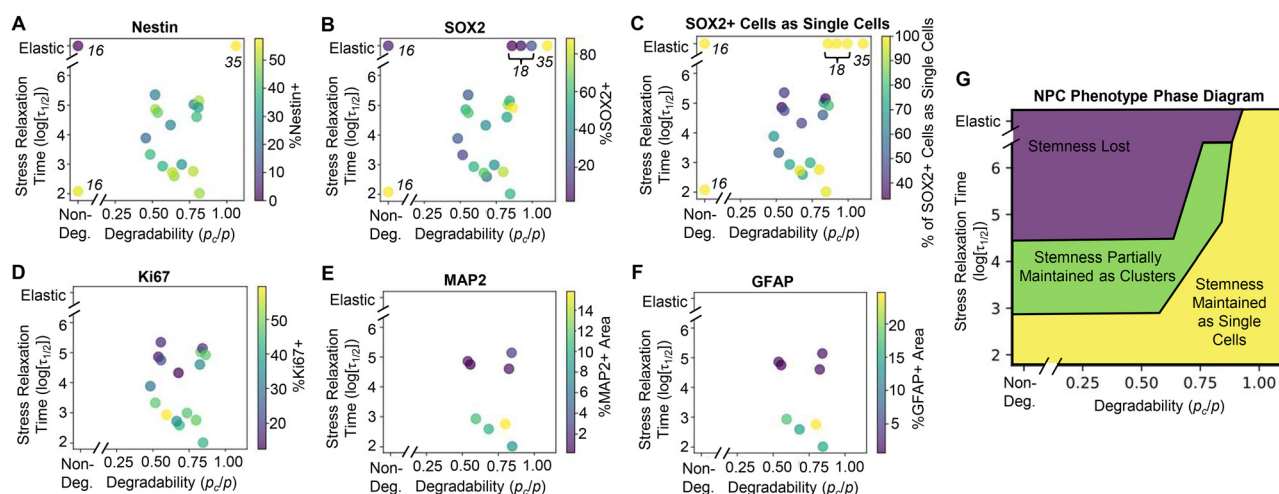 A
Nestin
Elastic
16
35
6
5
4
3
2
16
Stress Relaxation
Time (log[τ1/2])
Non-
Deg.
0.50
0.75
1.00
Degradability (pc/p)
50
40
30
20
10
0
%Nestin+
B
SOX2
Elastic
16
18
35
6
5
4
3
2
16
Stress Relaxation
Time (log[τ1/2])
Non-
Deg.
0.50
0.75
1.00
Degradability (pc/p)
80
60
40
20
%SOX2+
C
SOX2+ Cells as Single Cells
Elastic
16
18
35
6
5
4
3
2
16
Stress Relaxation
Time (log[τ1/2])
Non-
Deg.
0.25
0.50
0.75
1.00
Degradability (pc/p)
100
90
80
70
60
50
40
% of SOX2+ Cells as Single Cells
D
Ki67
Elastic
6
5
4
3
2
Stress Relaxation
Time (log[τ1/2])
Non-
Deg.
0.25
0.50
0.75
1.00
Degradability (pc/p)
50
40
30
20
%Ki67+
E
MAP2
Elastic
6
5
4
3
2
Stress Relaxation
Time (log[τ1/2])
Non-
Deg.
0.25
0.50
0.75
1.00
Degradability (pc/p)
14
12
10
8
6
4
2
%MAP2+ Area
F
GFAP
Elastic
6
5
4
3
2
Stress Relaxation
Time (log[τ1/2])
Non-
Deg.
0.25
0.50
0.75
1.00
Degradability (pc/p)
20
15
10
5
%GFAP+ Area
G
NPC Phenotype Phase Diagram
Elastic
6
5
4
3
2
Stress Relaxation Time
(log[τ1/2])
Stemness Lost
Stemness Partially
Maintained as Clusters
Stemness
Maintained
as Single
Cells
Non-
Deg.
0.25
0.50
0.75
1.00
Degradability (pc/p)